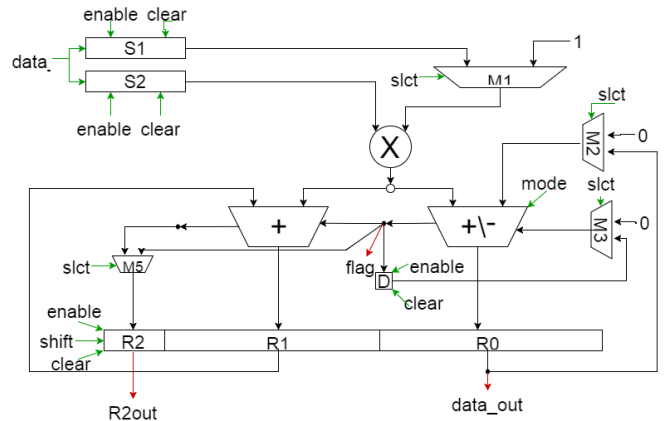 enable clear
S1
1
data_
slct
M1
S2
enable clear
slct
X
M2
0
mode
slct
+
+\-
M3
0
slct
M5
flag
D
enable
clear
enable
shift
clear
R2
R1
R0
R2out
data_out